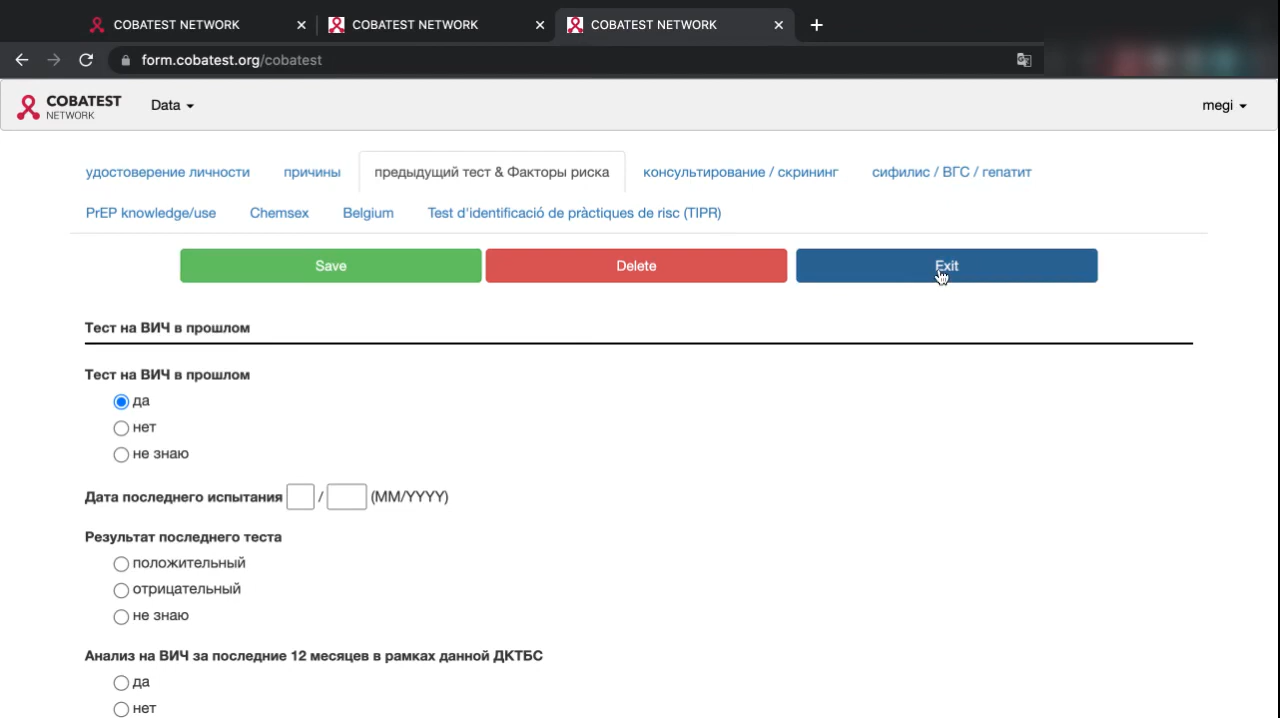 COBATEST NETWORK COBATEST NETWORK COBATEST NETWORK
form.cobatest.org/cobatest
COBATEST NETWORK Data megi
удостоверение личности причины предыдущий тест & Факторы риска консультирование / скрининг сифилис / ВГС / гепатит
PrEP knowledge/use Chemsex Belgium Test d'identificació de pràctiques de risc (TIPR)
Save Delete Exit
Тест на ВИЧ в прошлом
Тест на ВИЧ в прошлом
да
нет
не знаю
Дата последнего испытания / (MM/YYYY)
Результат последнего теста
положительный
отрицательный
не знаю
Анализ на ВИЧ за последние 12 месяцев в рамках данной ДКТБС
да
нет